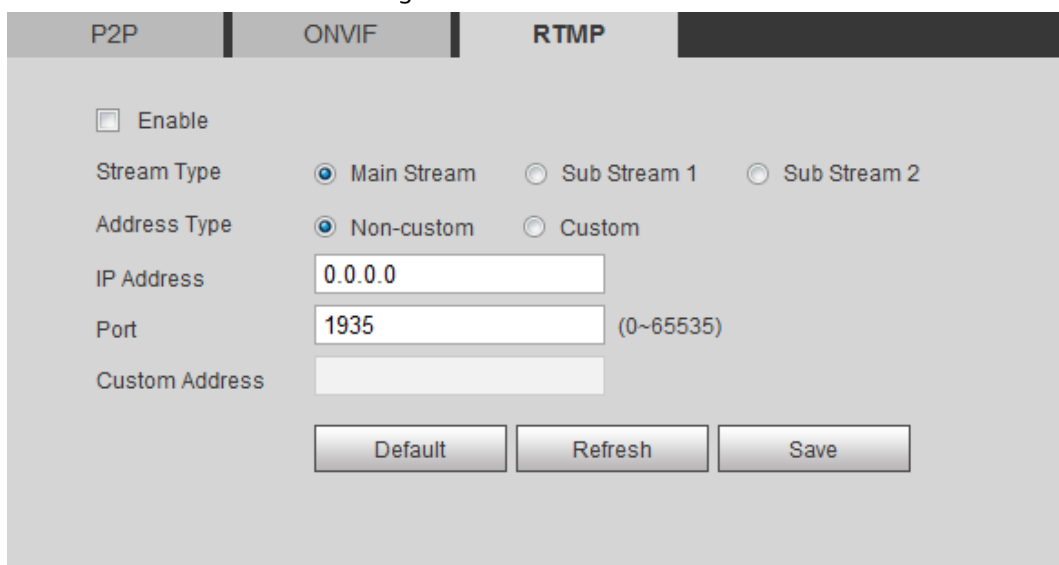 P2P ONVIF RTMP
Enable
Stream Type Main Stream Sub Stream 1 Sub Stream 2
Address Type Non-custom Custom
IP Address 0.0.0.0
Port 1935 (0~65535)
Custom Address
Default Refresh Save